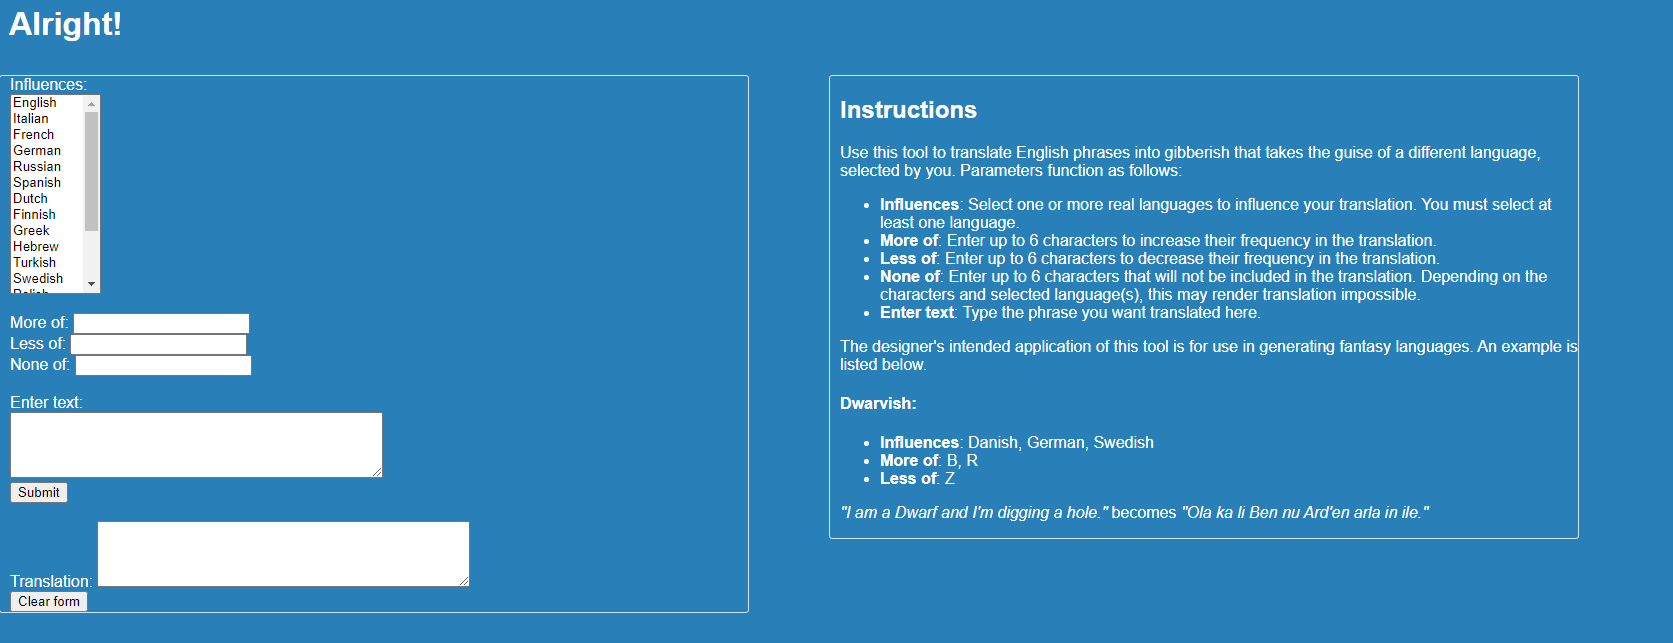 Alright!
Influences:
English
Italian
French
German
Russian
Spanish
Dutch
Finnish
Greek
Hebrew
Turkish
Swedish
Polish
More of:
Less of:
None of:
Enter text:
Submit
Translation:
Clear form
Instructions
Use this tool to translate English phrases into gibberish that takes the guise of a different language,
selected by you. Parameters function as follows:
• Influences: Select one or more real languages to influence your translation. You must select at
least one language.
• More of: Enter up to 6 characters to increase their frequency in the translation.
• Less of: Enter up to 6 characters to decrease their frequency in the translation.
• None of: Enter up to 6 characters that will not be included in the translation. Depending on the
characters and selected language(s), this may render translation impossible.
• Enter text: Type the phrase you want translated here.
The designer's intended application of this tool is for use in generating fantasy languages. An example is
listed below.
Dwarvish:
• Influences: Danish, German, Swedish
• More of: B, R
• Less of: Z
"I am a Dwarf and I'm digging a hole." becomes "Ola ka li Ben nu Ard'en arla in ile."